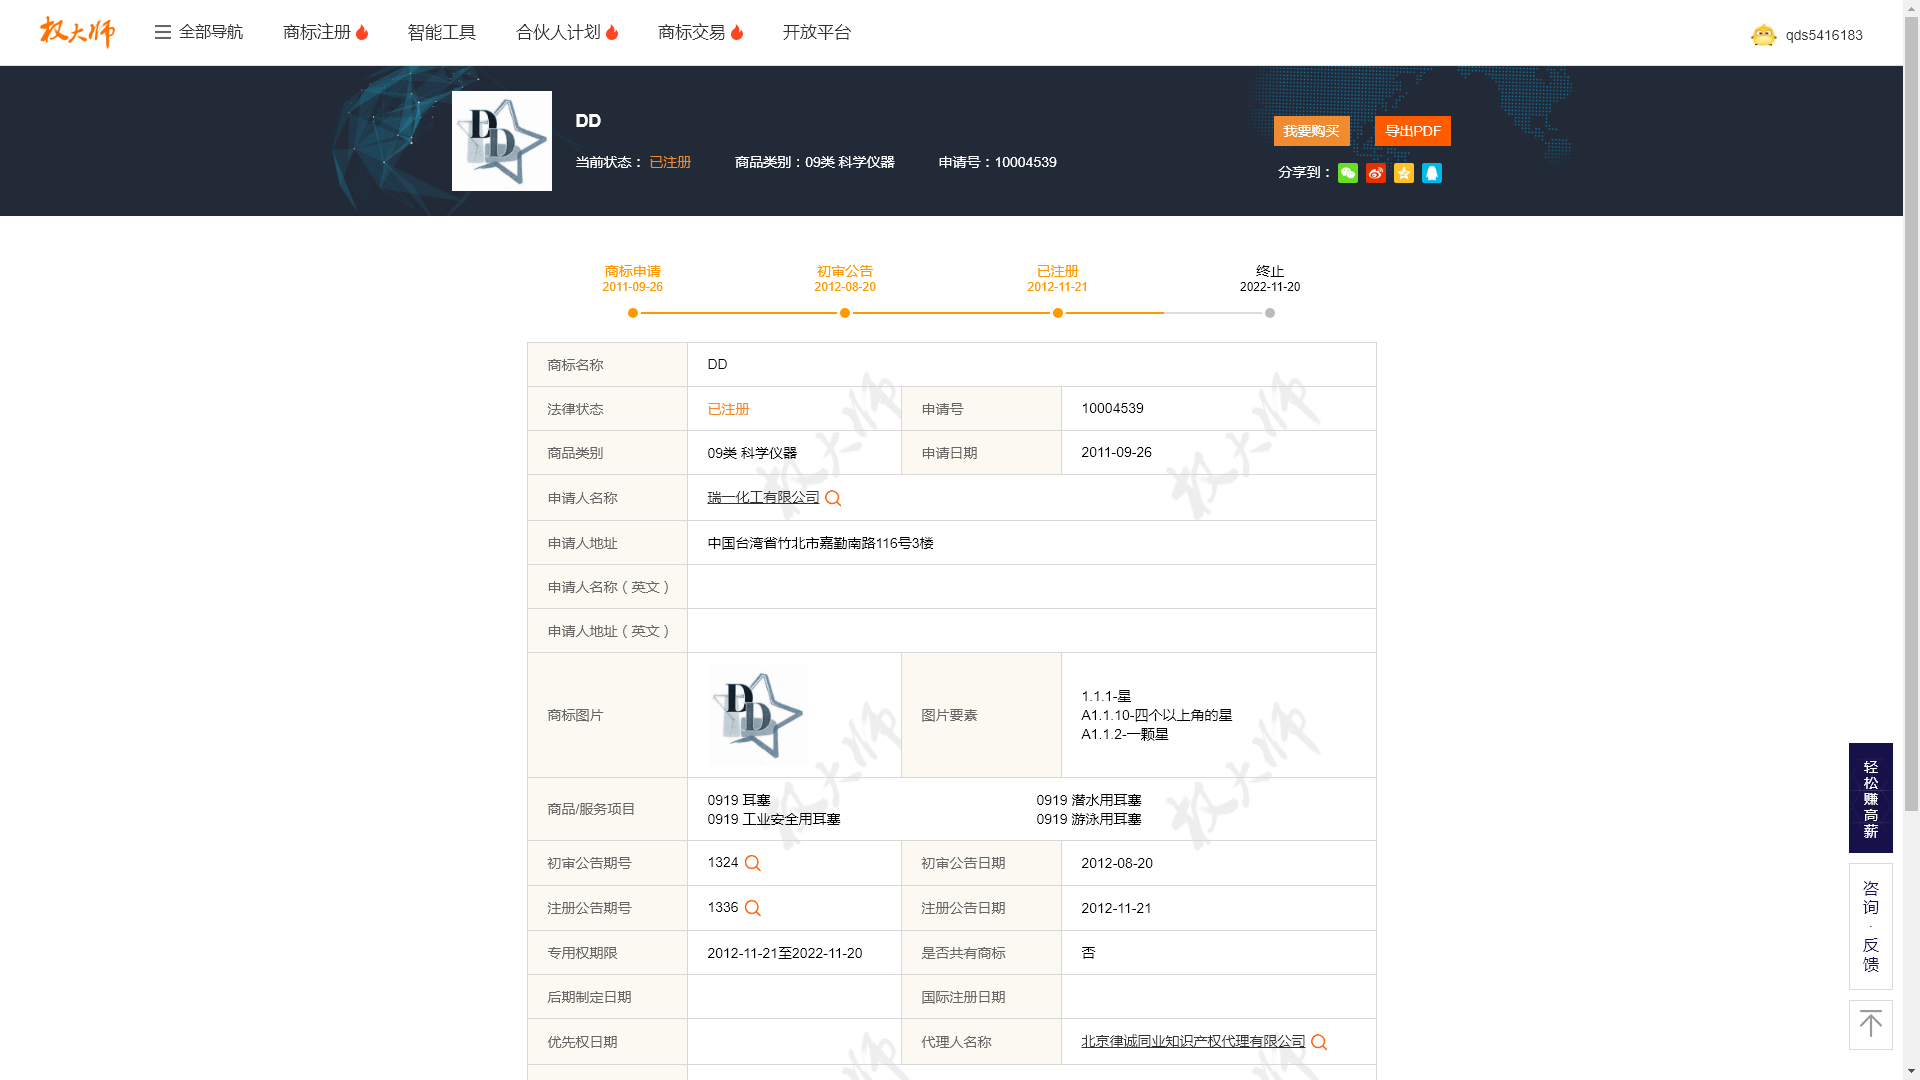 权大师
全部导航 商标注册 智能工具 合伙人计划 商标交易 开放平台
qds5416183
DD
DD
当前状态： 已注册 商品类别：09类 科学仪器 申请号：10004539
我要购买 导出PDF
分享到：
商标申请 初审公告 已注册 终止
2011-09-26 2012-08-20 2012-11-21 2022-11-20
商标名称 DD
法律状态 已注册 申请号 10004539
商品类别 09类 科学仪器 申请日期 2011-09-26
申请人名称 瑞一化工有限公司
申请人地址 中国台湾省竹北市嘉勤南路116号3楼
申请人名称（英文）
申请人地址（英文）
商标图片 DD 图片要素
1.1.1-星
A1.1.10-四个以上角的星
A1.1.2-一颗星
商品/服务项目
0919 耳塞 0919 潜水用耳塞
0919 工业安全用耳塞 0919 游泳用耳塞
初审公告期号 1324 初审公告日期 2012-08-20
注册公告期号 1336 注册公告日期 2012-11-21
专用权期限 2012-11-21至2022-11-20 是否共有商标 否
后期制定日期 国际注册日期
优先权日期 代理人名称 北京律诚同业知识产权代理有限公司
权大师
权大师
权大师
权大师
轻松赚高薪
咨询·反馈